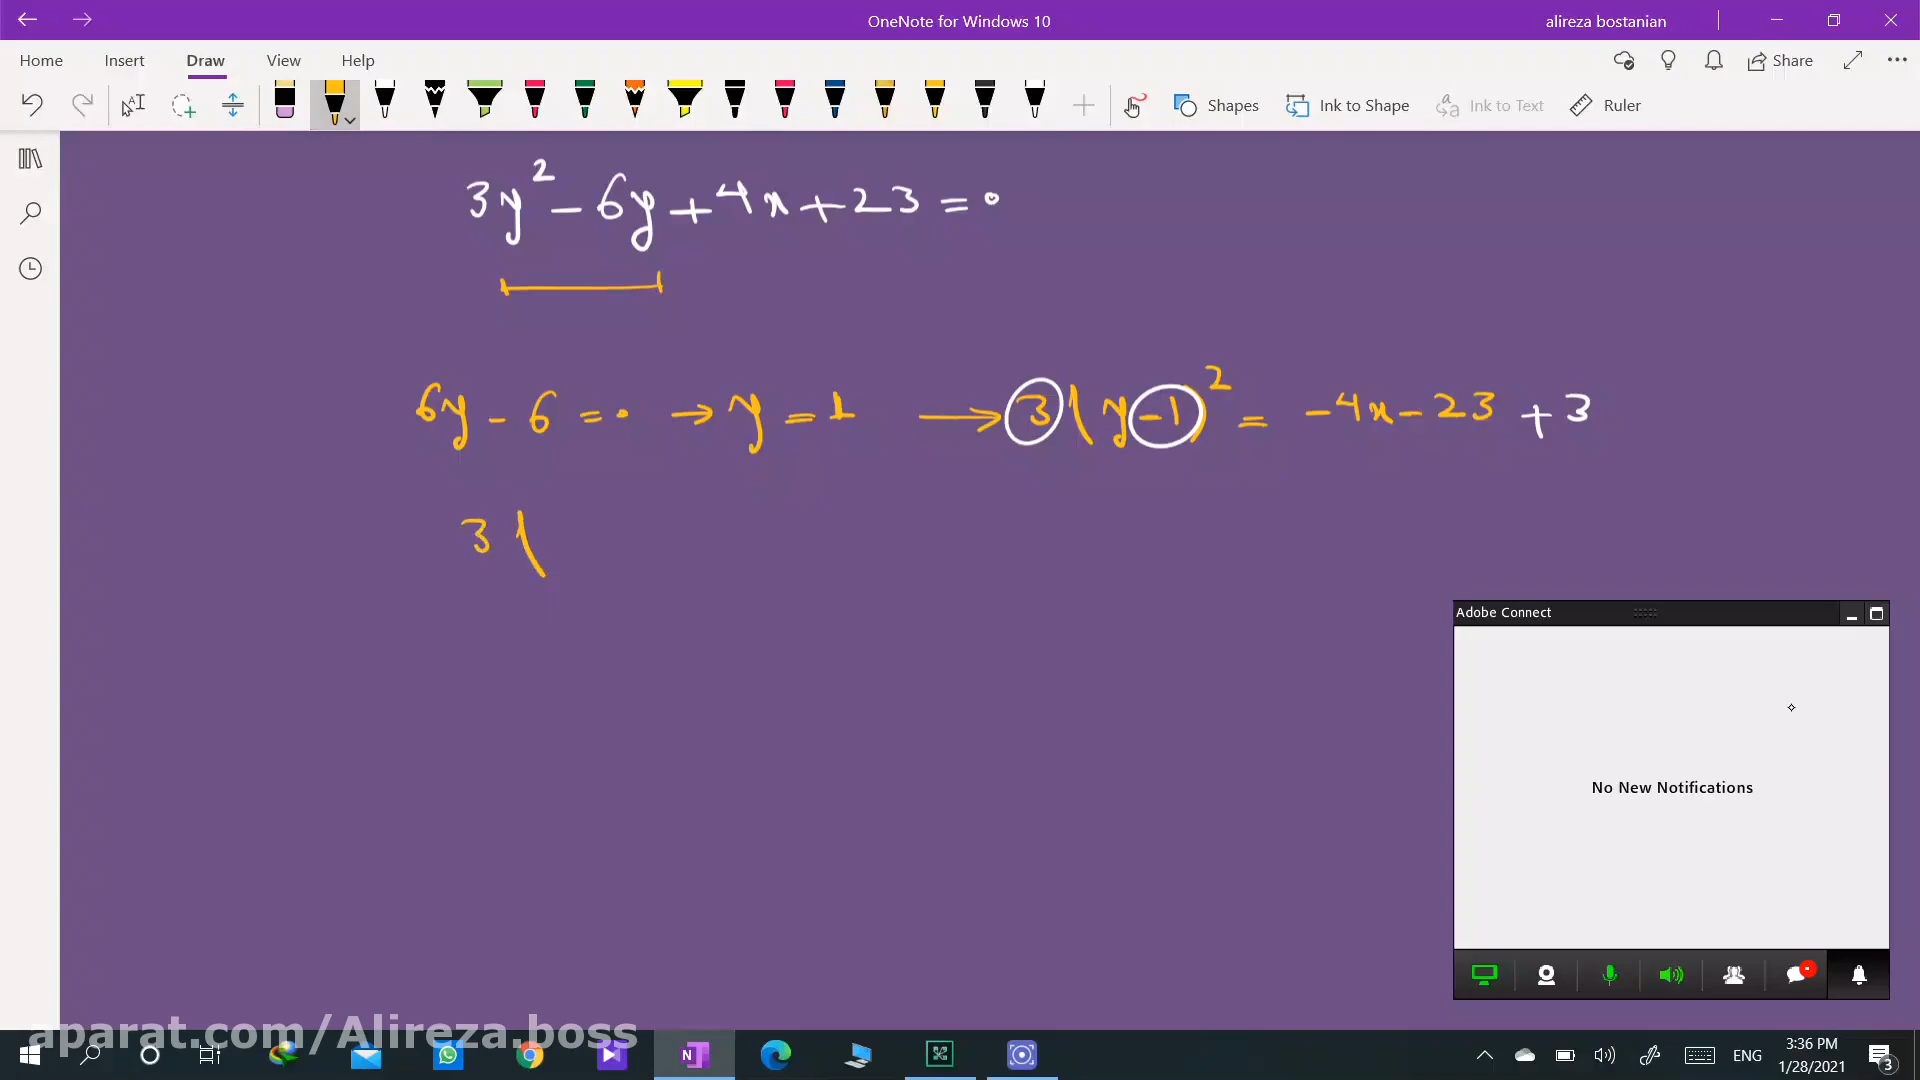 OneNote for Windows 10
alireza bostanian
Home Insert Draw View Help
Share
Shapes Ink to Shape Ink to Text Ruler
3y² - 6y + 4x + 23 = 0
6y - 6 = 0 → y = 1 → 3(y - 1)² = -4x - 23 + 3
3(
Adobe Connect
No New Notifications
aparat.com/Alireza.boss
ENG
3:36 PM
1/28/2021
3